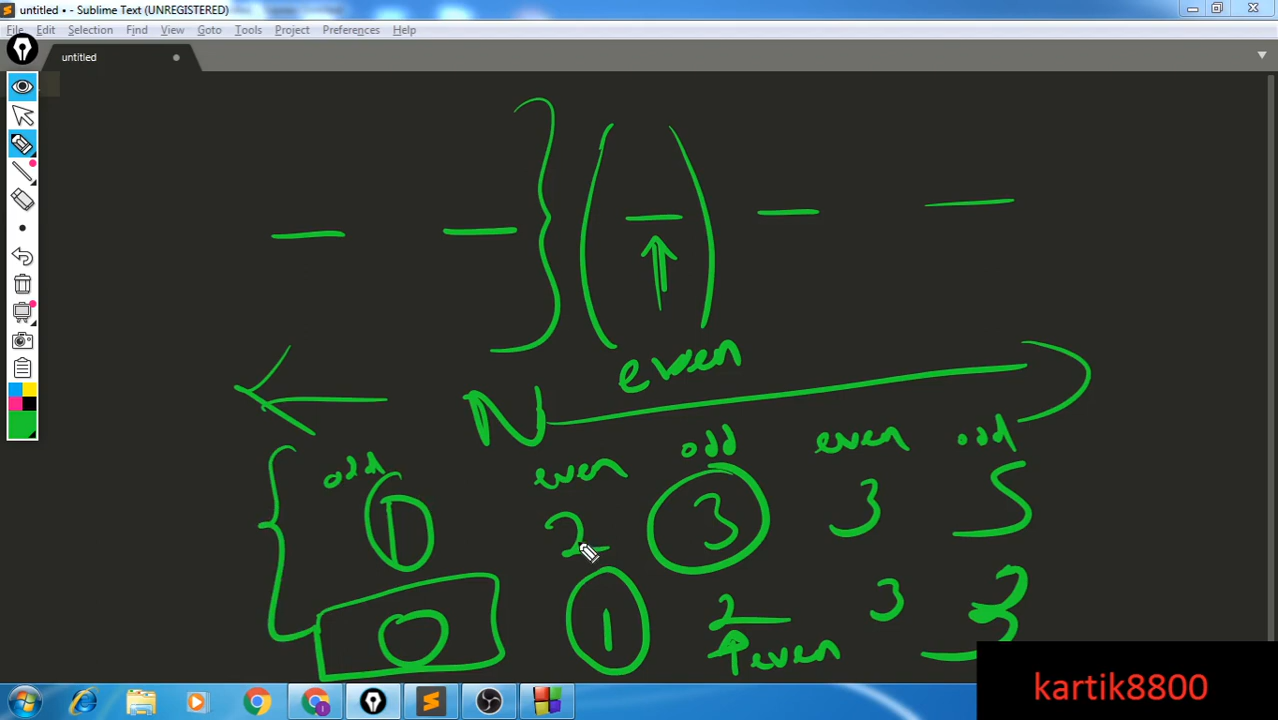 untitled • - Sublime Text (UNREGISTERED)
File Edit Selection Find View Goto Tools Project Preferences Help
untitled
even
N
odd even odd even odd
1 2 3 3 5
0 1 2 3 3
even
kartik8800